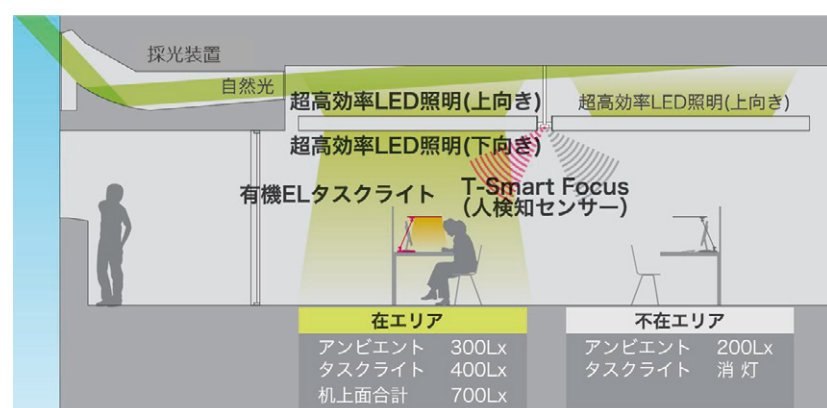 採光装置
自然光
超高効率LED照明(上向き)
超高効率LED照明(上向き)
超高効率LED照明(下向き)
有機ELタスクライト
T-Smart Focus
(人検知センサー)
在エリア
アンビエント 300Lx
タスクライト 400Lx
机上面合計 700Lx
不在エリア
アンビエント 200Lx
タスクライト 消 灯